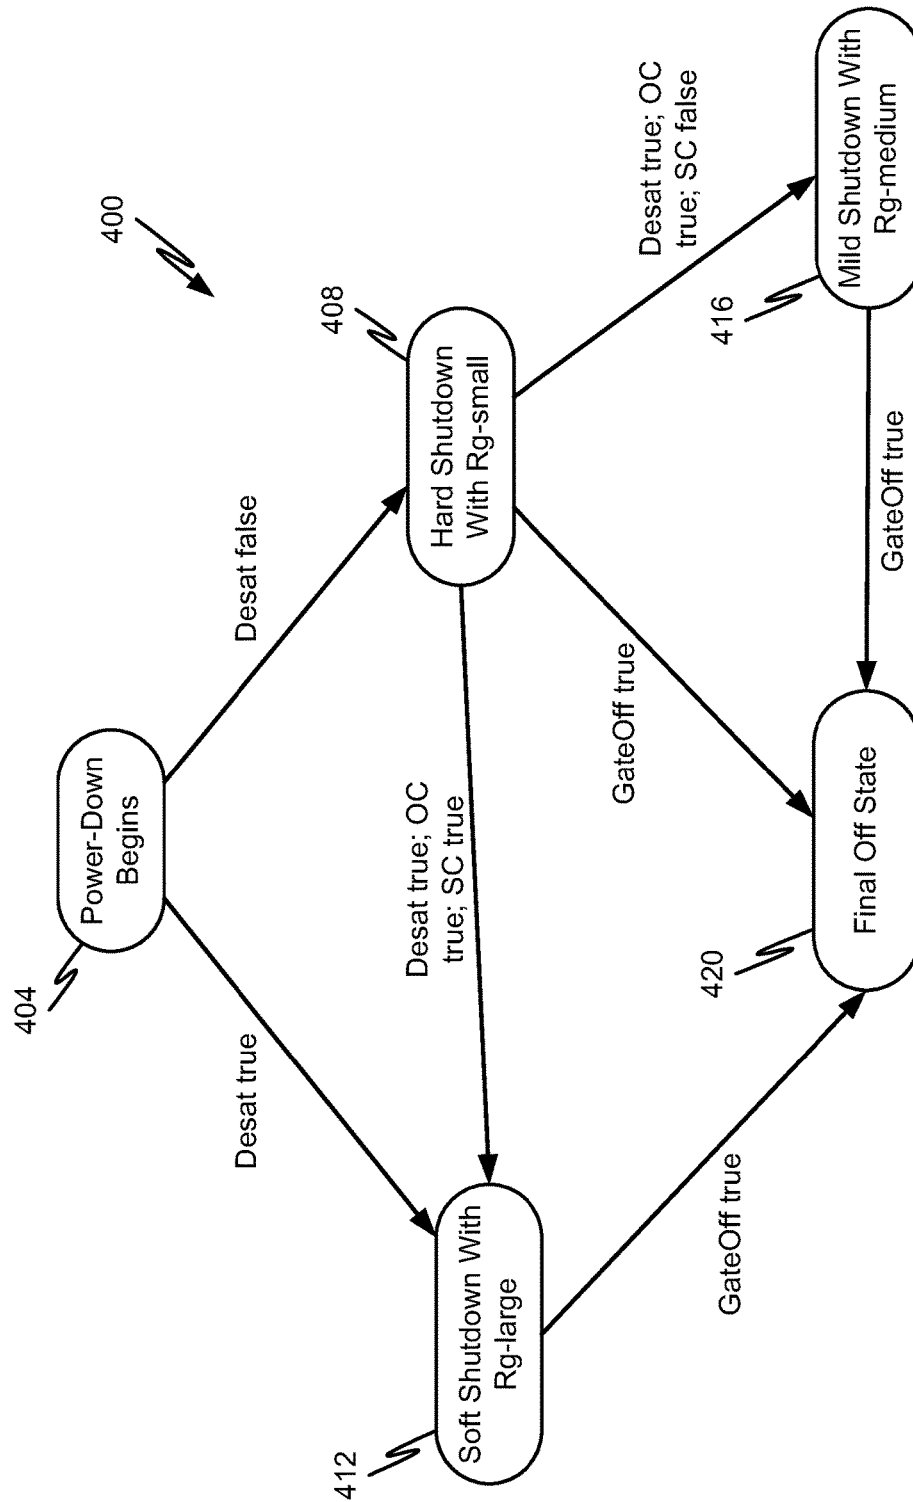 400
404
Power-Down
Begins
Desat true
Desat false
408
Hard Shutdown
With Rg-small
Desat true; OC
true; SC true
412
Soft Shutdown With
Rg-large
GateOff true
Desat true; OC
true; SC false
416
Mild Shutdown With
Rg-medium
GateOff true
GateOff true
420
Final Off State